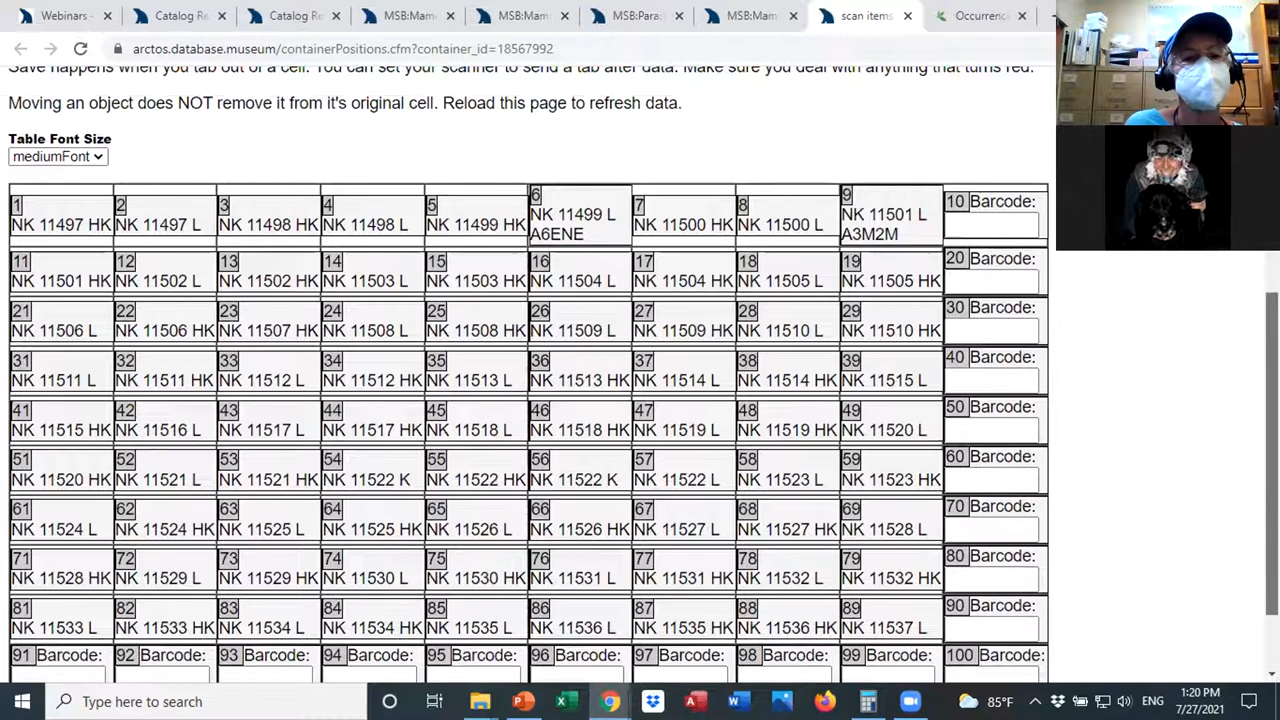 Webinars -
Catalog Re
Catalog Re
MSB:Mam
MSB:Mam
MSB:Para:
MSB:Mam
scan items
Occurrenc
arctos.database.museum/containerPositions.cfm?container_id=18567992
Save happens when you tab out of a cell. You can set your scanner to send a tab after data. Make sure you deal with anything that turns red.
Moving an object does NOT remove it from it's original cell. Reload this page to refresh data.
Table Font Size
mediumFont
1 NK 11497 HK
2 NK 11497 L
3 NK 11498 HK
4 NK 11498 L
5 NK 11499 HK
6 NK 11499 L A6ENE
7 NK 11500 HK
8 NK 11500 L
9 NK 11501 L A3M2M
10 Barcode:
11 NK 11501 HK
12 NK 11502 L
13 NK 11502 HK
14 NK 11503 L
15 NK 11503 HK
16 NK 11504 L
17 NK 11504 HK
18 NK 11505 L
19 NK 11505 HK
20 Barcode:
21 NK 11506 L
22 NK 11506 HK
23 NK 11507 HK
24 NK 11508 L
25 NK 11508 HK
26 NK 11509 L
27 NK 11509 HK
28 NK 11510 L
29 NK 11510 HK
30 Barcode:
31 NK 11511 L
32 NK 11511 HK
33 NK 11512 L
34 NK 11512 HK
35 NK 11513 L
36 NK 11513 HK
37 NK 11514 L
38 NK 11514 HK
39 NK 11515 L
40 Barcode:
41 NK 11515 HK
42 NK 11516 L
43 NK 11517 L
44 NK 11517 HK
45 NK 11518 L
46 NK 11518 HK
47 NK 11519 L
48 NK 11519 HK
49 NK 11520 L
50 Barcode:
51 NK 11520 HK
52 NK 11521 L
53 NK 11521 HK
54 NK 11522 K
55 NK 11522 HK
56 NK 11522 K
57 NK 11522 L
58 NK 11523 L
59 NK 11523 HK
60 Barcode:
61 NK 11524 L
62 NK 11524 HK
63 NK 11525 L
64 NK 11525 HK
65 NK 11526 L
66 NK 11526 HK
67 NK 11527 L
68 NK 11527 HK
69 NK 11528 L
70 Barcode:
71 NK 11528 HK
72 NK 11529 L
73 NK 11529 HK
74 NK 11530 L
75 NK 11530 HK
76 NK 11531 L
77 NK 11531 HK
78 NK 11532 L
79 NK 11532 HK
80 Barcode:
81 NK 11533 L
82 NK 11533 HK
83 NK 11534 L
84 NK 11534 HK
85 NK 11535 L
86 NK 11536 L
87 NK 11535 HK
88 NK 11536 HK
89 NK 11537 L
90 Barcode:
91 Barcode:
92 Barcode:
93 Barcode:
94 Barcode:
95 Barcode:
96 Barcode:
97 Barcode:
98 Barcode:
99 Barcode:
100 Barcode:
Type here to search
85°F
ENG
1:20 PM
7/27/2021